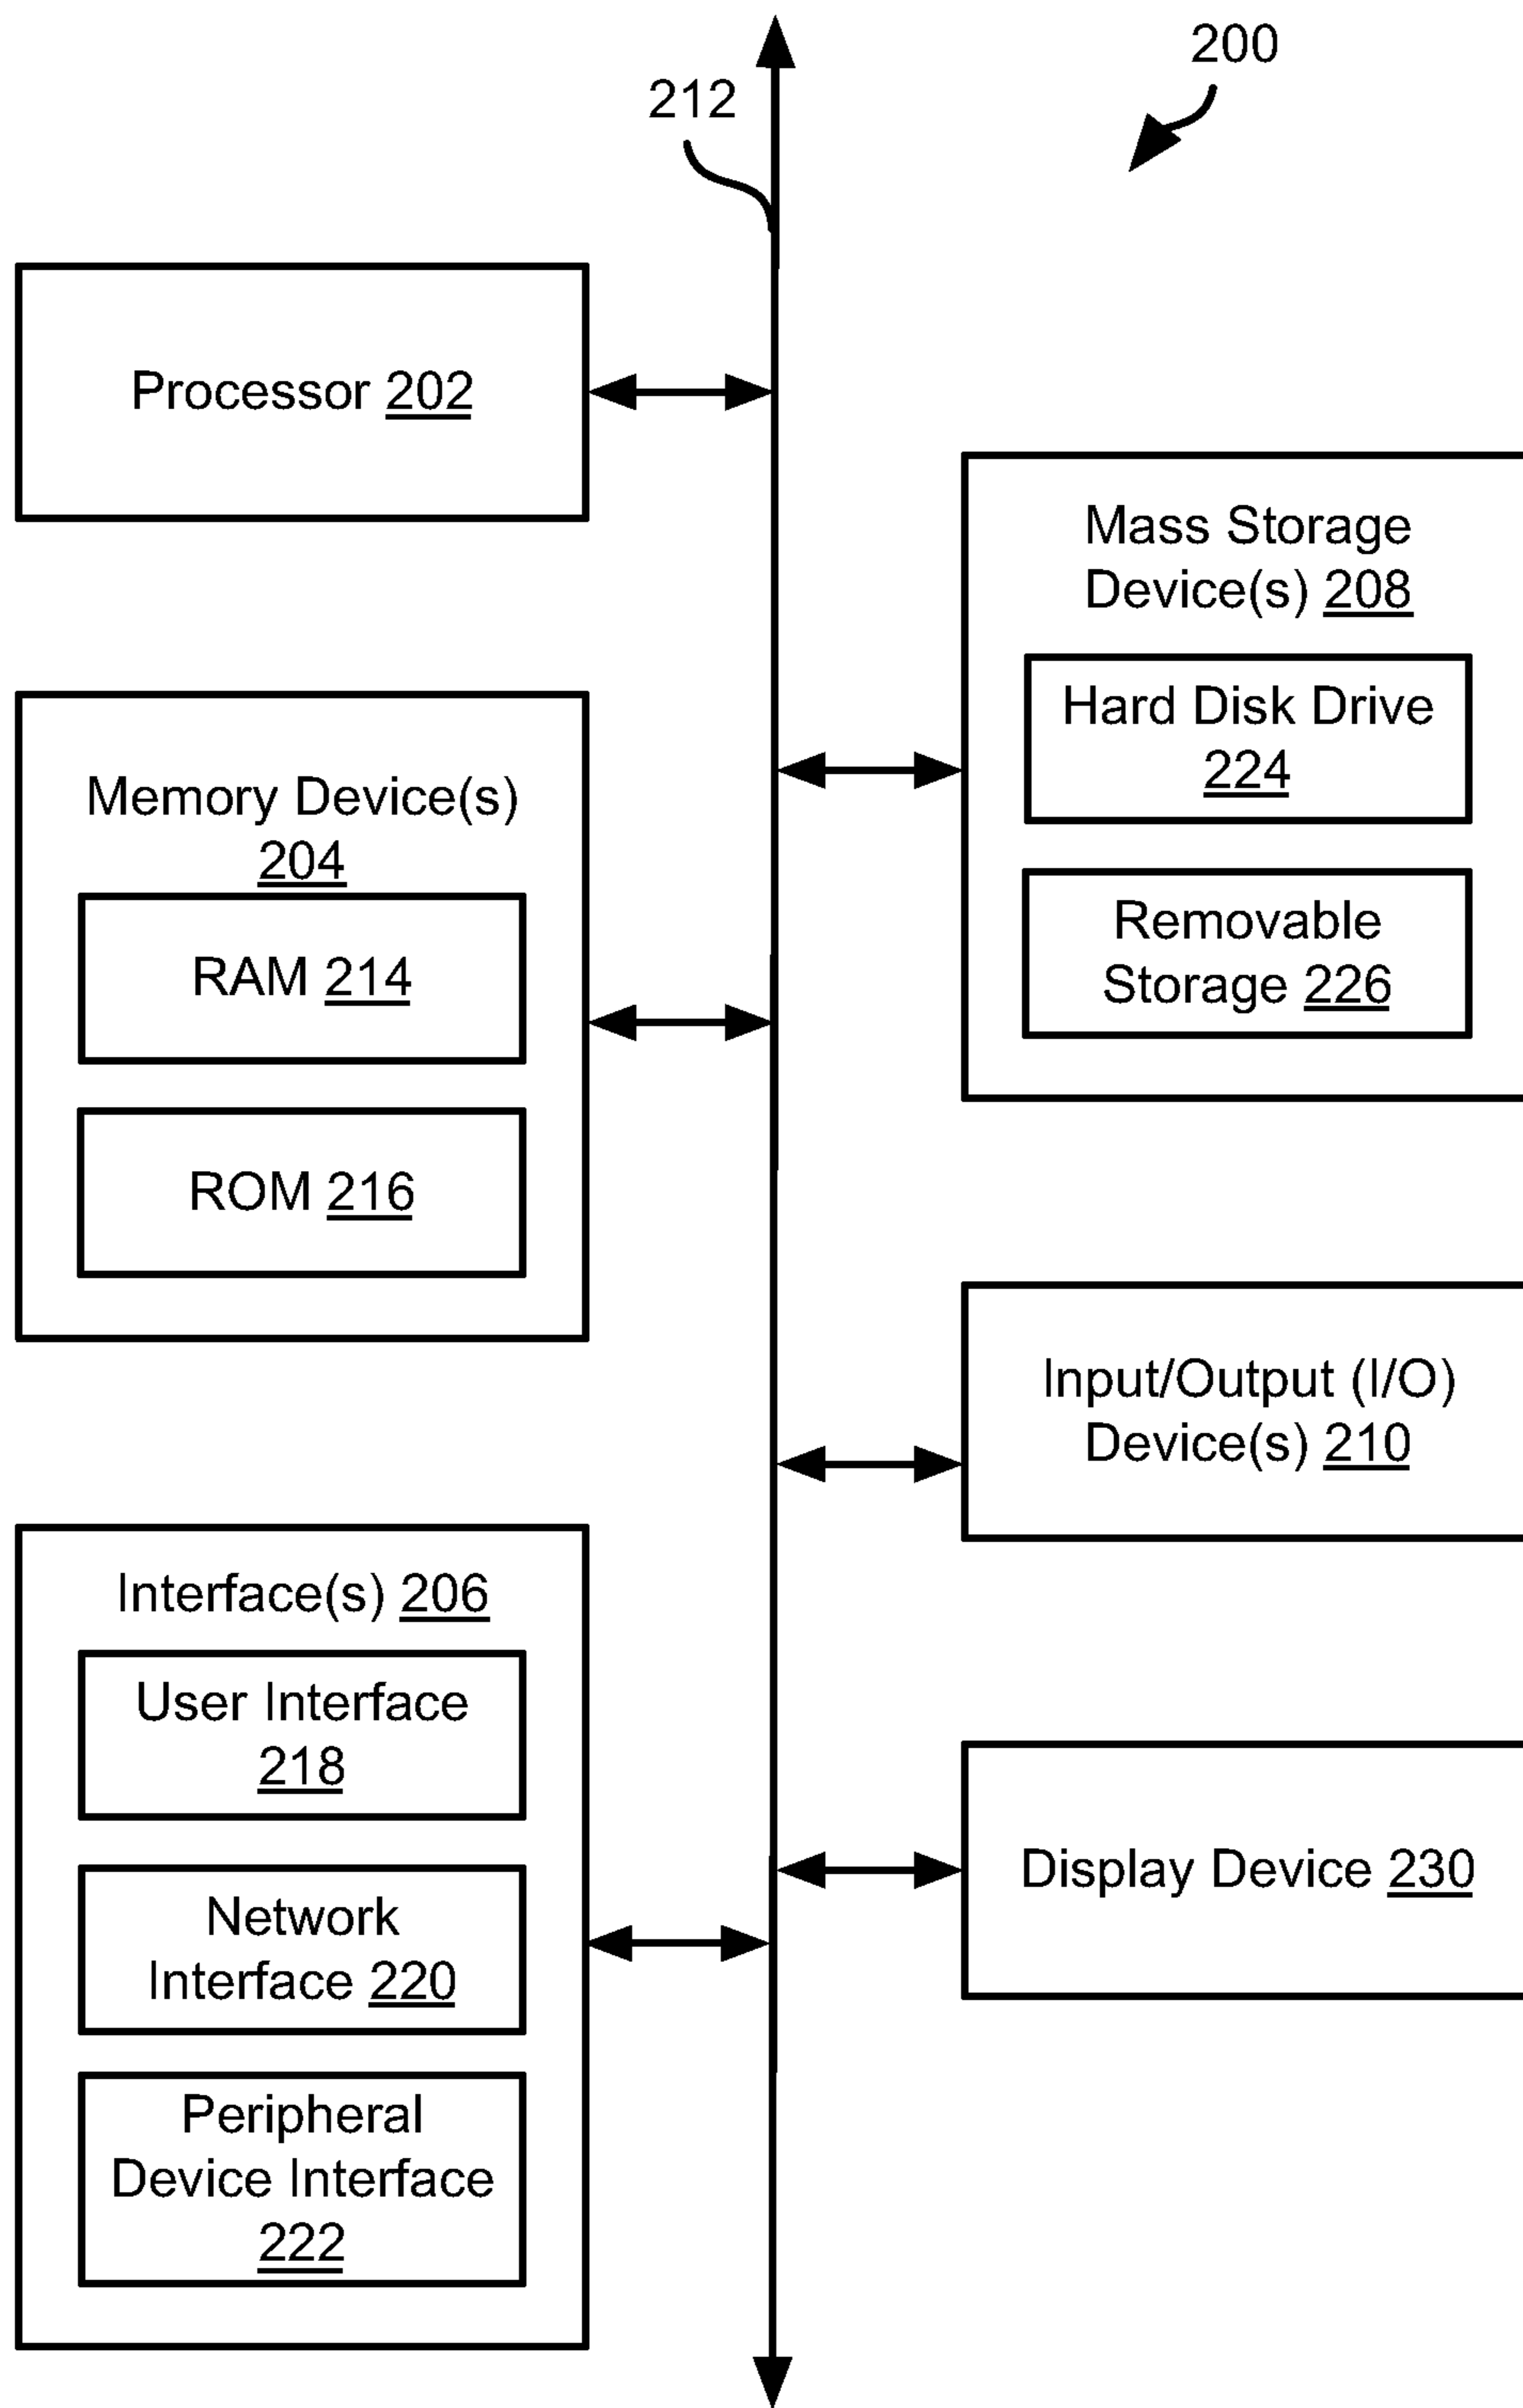 200
212
Processor 202
Mass Storage
Device(s) 208
Hard Disk Drive
224
Removable
Storage 226
Memory Device(s)
204
RAM 214
ROM 216
Input/Output (I/O)
Device(s) 210
Interface(s) 206
User Interface
218
Network
Interface 220
Peripheral
Device Interface
222
Display Device 230